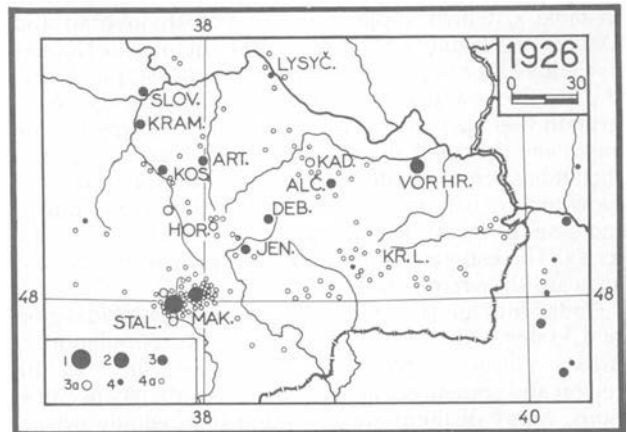 38
1926
0 30
LYSYČ.
SLOV.
KRAM.
ART.
KAD.
KOS.
ALČ.
VOR HR.
DEB.
HOR.
JEN.
KR.L.
48 48
STAL. MAK.
1 2 3
3a 4 4a
38 40